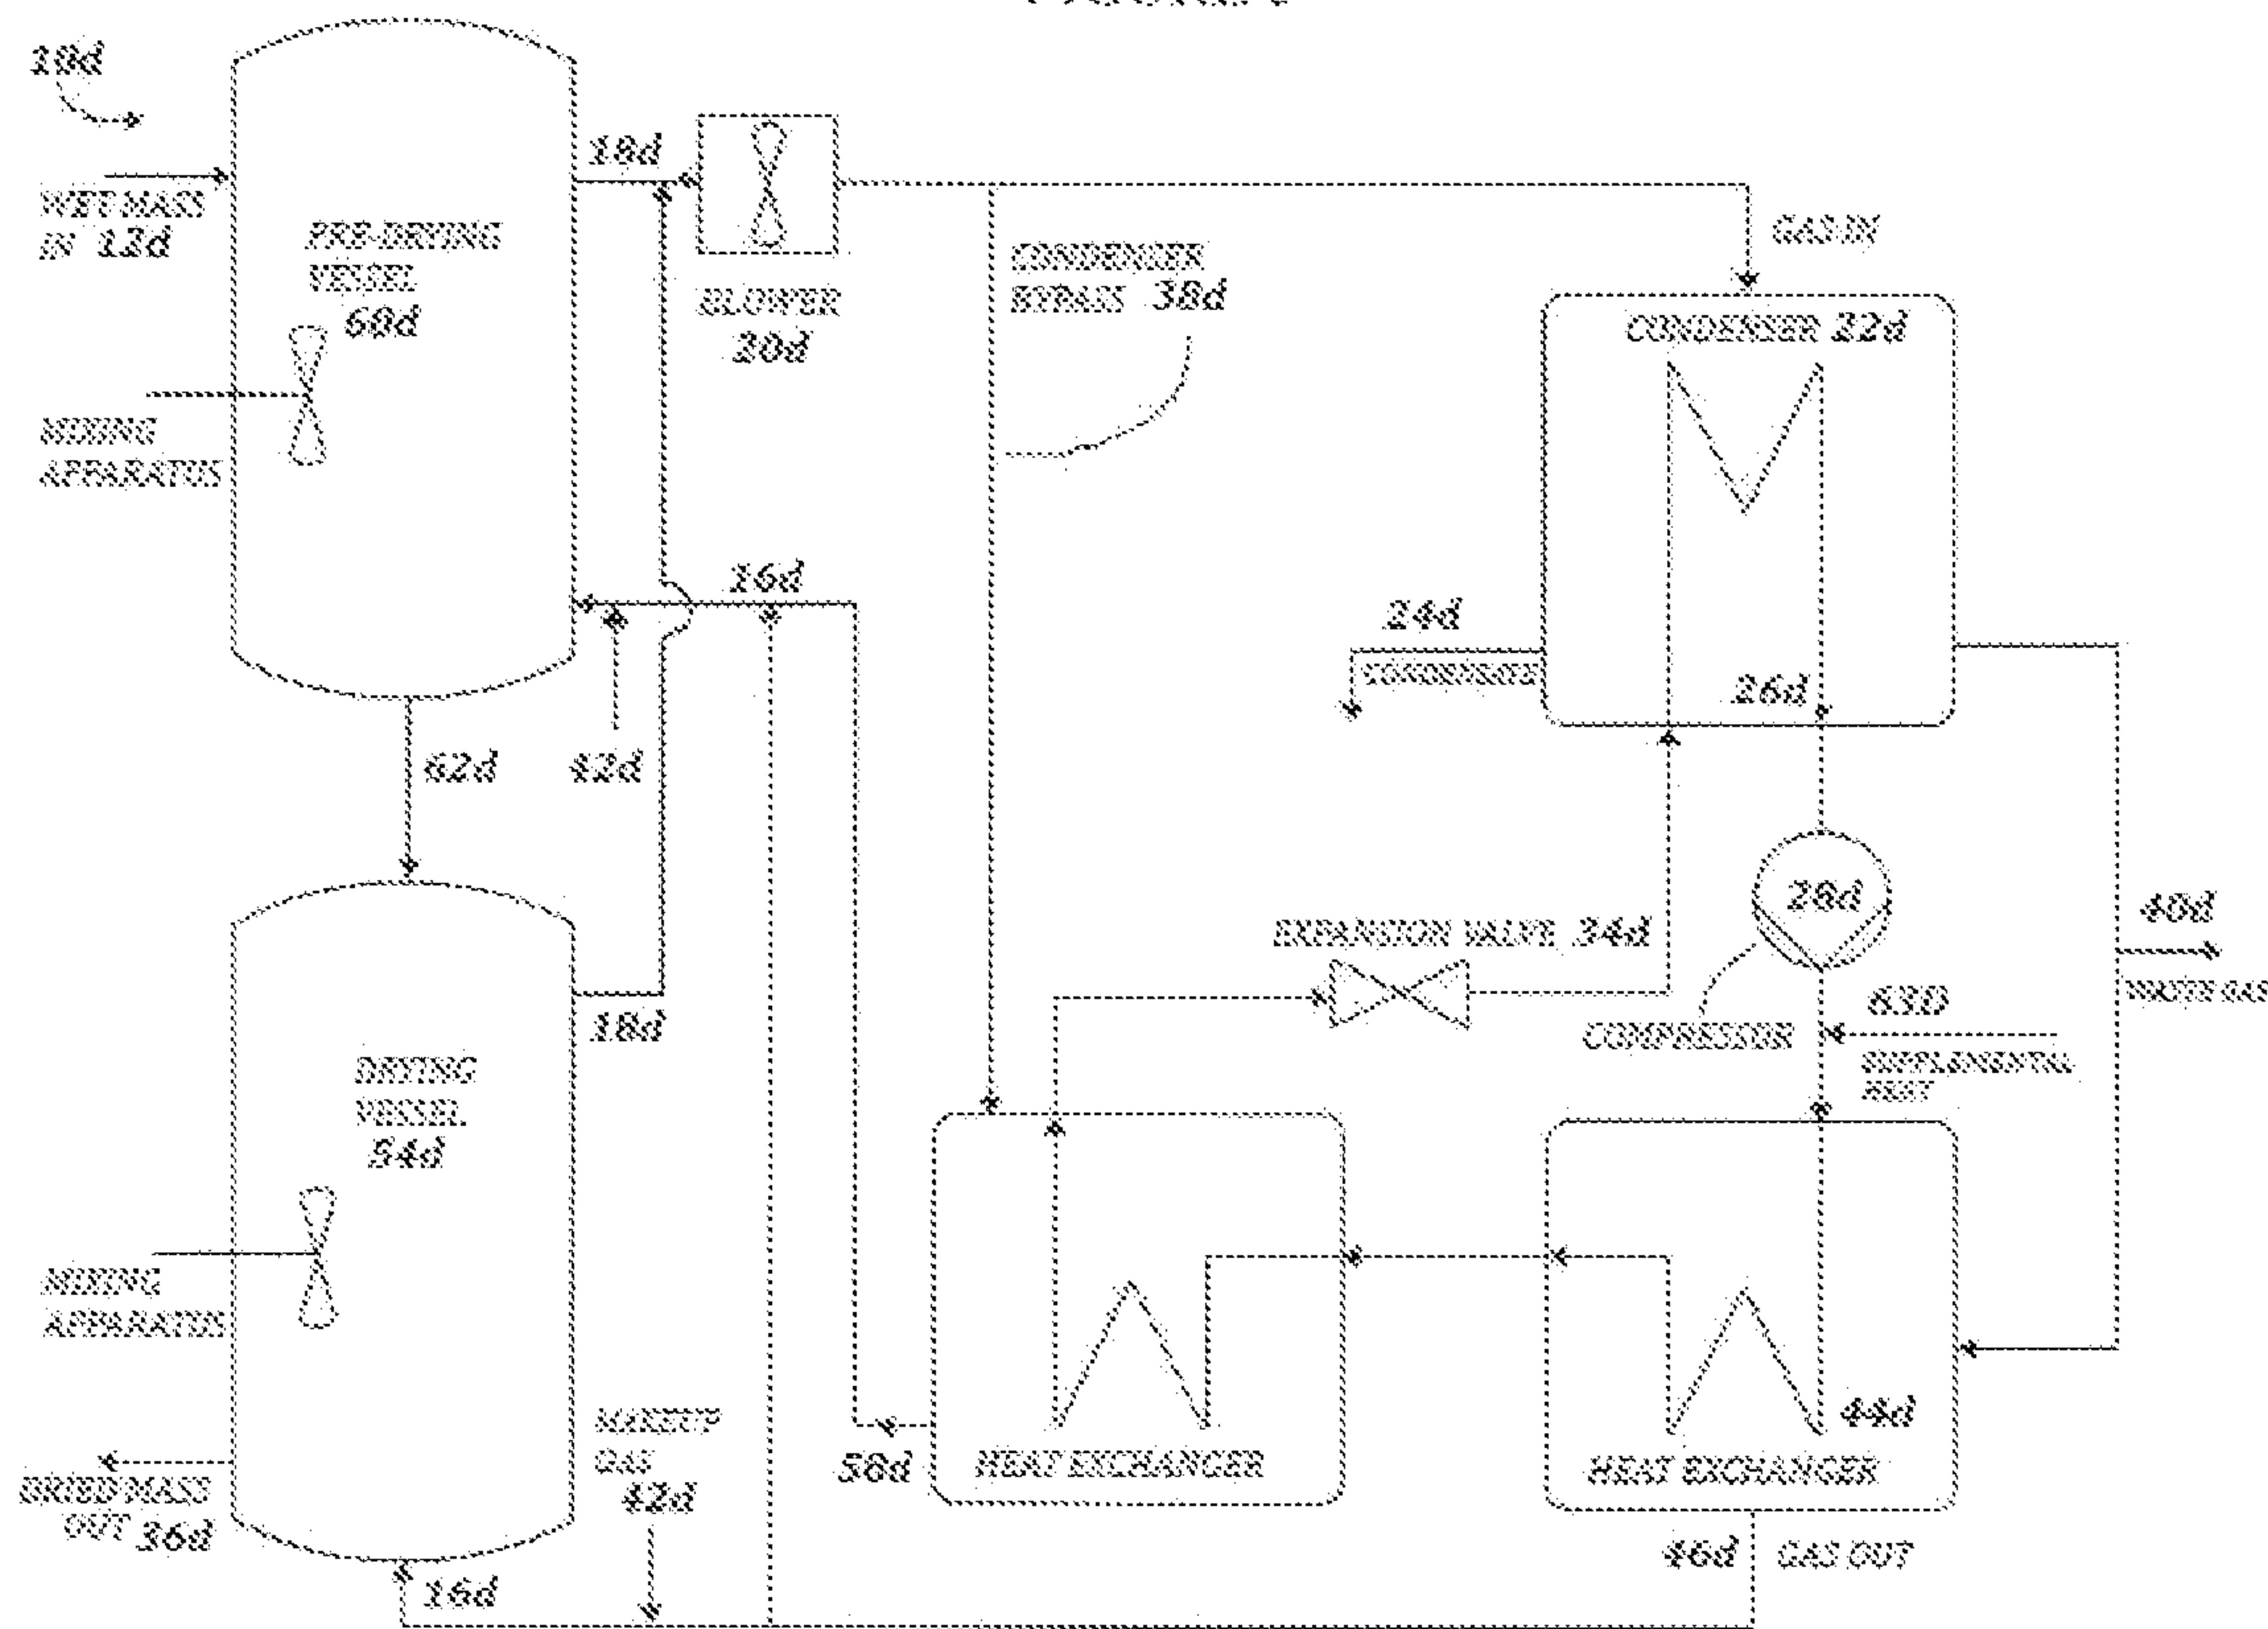 10d
18d
WET MASS
IN 12d
PRE-DRYING
VESSEL
60d
BLOWER
20d
CONDENCER
BYPASS 38d
GAS IN
CONDENSER 22d
MIXING
APPARATUS
16d
24d
CONDENSATE
26d
62d
42d
28d
40d
EXPANSION VALVE 34d
WATER GAS
63D
COMPRESSOR
SUPPLEMENTAL
HEAT
18d
DRYING
VESSEL
54d
MIXING
APPARATUS
MAKEUP
GAS
42d
44d
58d
HEAT EXCHANGER
HEAT EXCHANGER
DRIED MASS
OUT 36d
46d
GAS OUT
16d